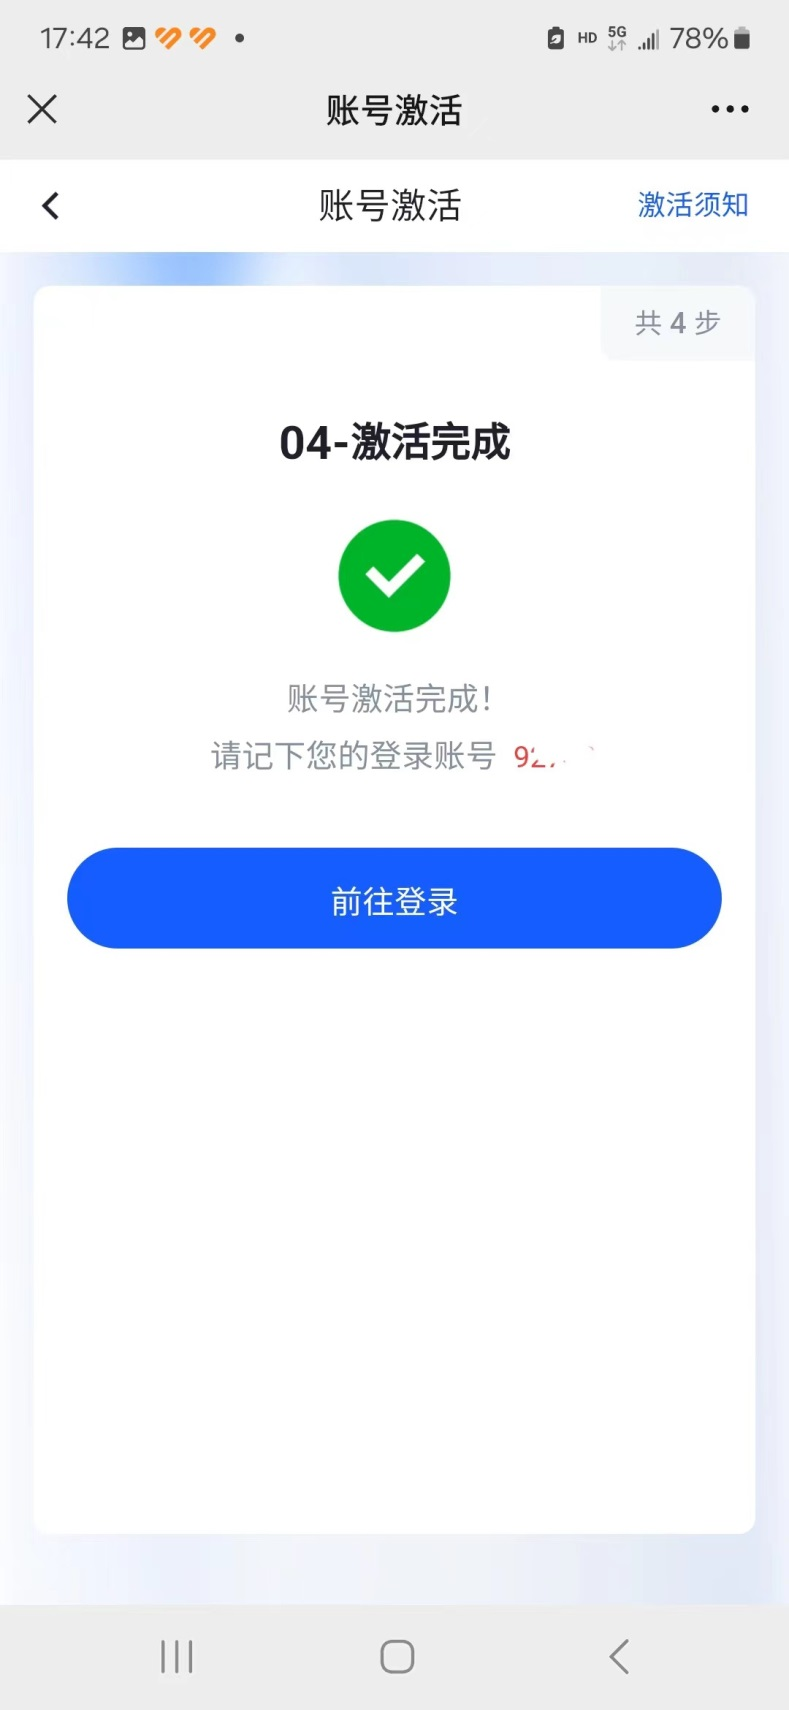 17:42
HD 5G 78%
账号激活
账号激活
激活须知
共 4 步
04-激活完成
账号激活完成！
请记下您的登录账号 92
前往登录